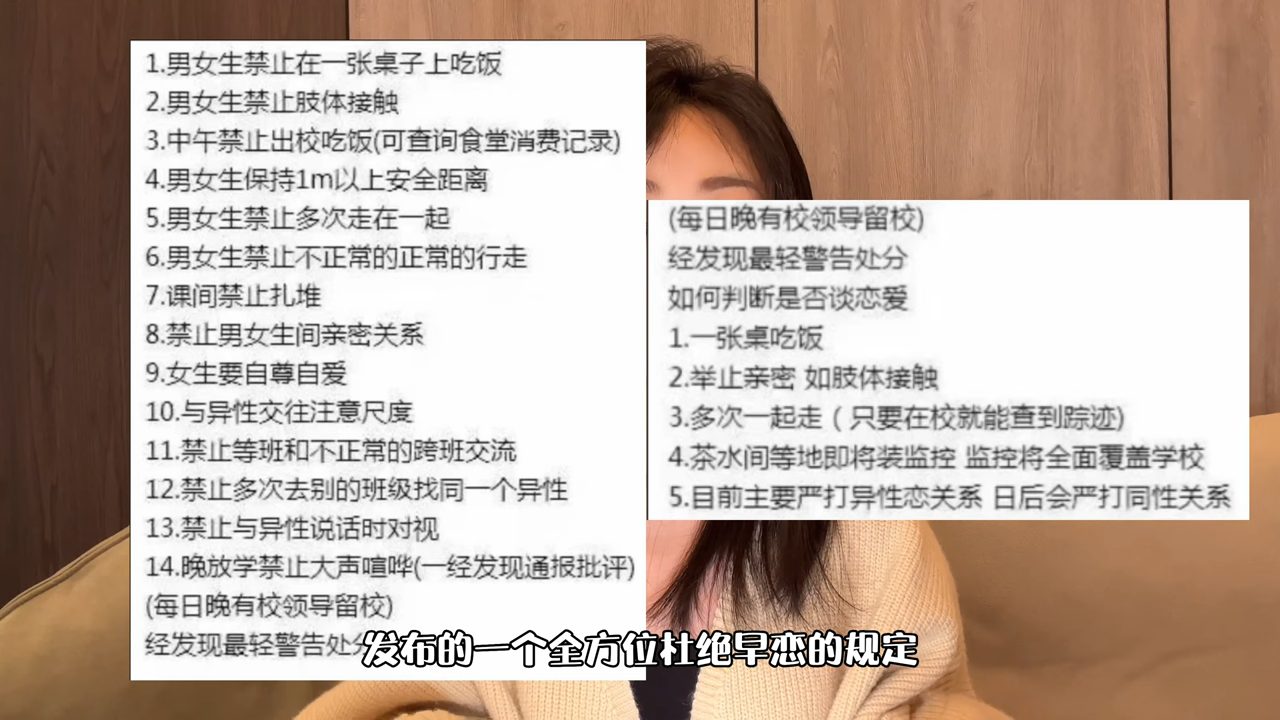 1.男女生禁止在一张桌子上吃饭
2.男女生禁止肢体接触
3.中午禁止出校吃饭(可查询食堂消费记录)
4.男女生保持1m以上安全距离
5.男女生禁止多次走在一起
6.男女生禁止不正常的正常的行走
7.课间禁止扎堆
8.禁止男女生间亲密关系
9.女生要自尊自爱
10.与异性交往注意尺度
11.禁止等班和不正常的跨班交流
12.禁止多次去别的班级找同一个异性
13.禁止与异性说话时对视
14.晚放学禁止大声喧哗(一经发现通报批评)
(每日晚有校领导留校)
经发现最轻警告处分
(每日晚有校领导留校)
经发现最轻警告处分
如何判断是否谈恋爱
1.一张桌吃饭
2.举止亲密 如肢体接触
3.多次一起走（只要在校就能查到踪迹)
4.茶水间等地即将装监控 监控将全面覆盖学校
5.目前主要严打异性恋关系 日后会严打同性关系
发布的一个全方位杜绝早恋的规定